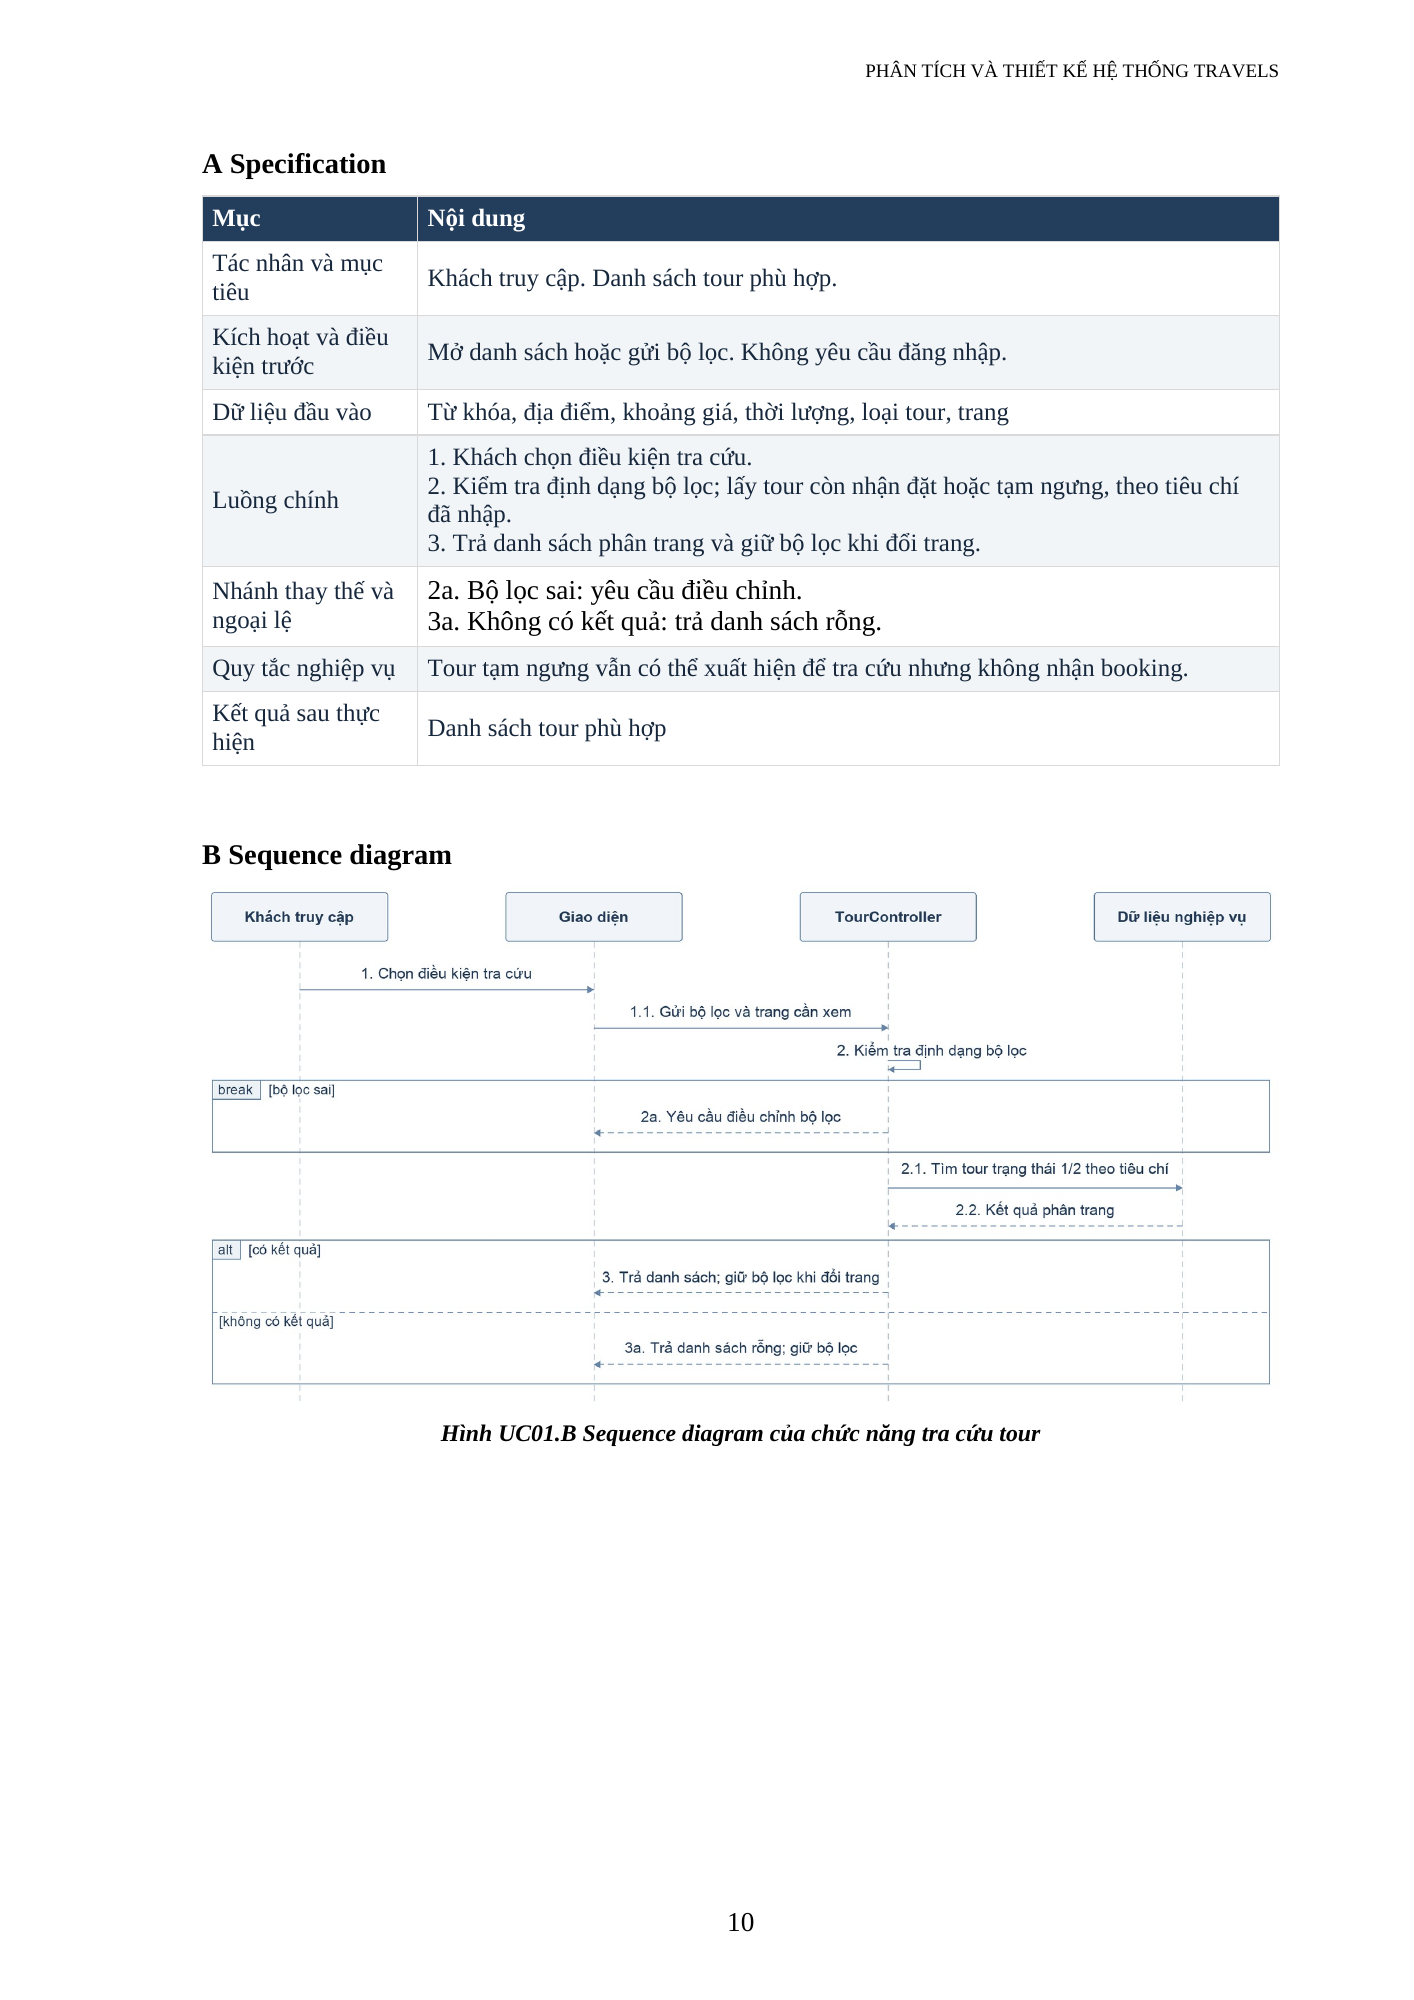 PHÂN TÍCH VÀ THIẾT KẾ HỆ THỐNG TRAVELS
A Specification
Mục
Nội dung
Tác nhân và mục
tiêu
Khách truy cập. Danh sách tour phù hợp.
Kích hoạt và điều
kiện trước
Mở danh sách hoặc gửi bộ lọc. Không yêu cầu đăng nhập.
Dữ liệu đầu vào
Từ khóa, địa điểm, khoảng giá, thời lượng, loại tour, trang
Luồng chính
1. Khách chọn điều kiện tra cứu.
2. Kiểm tra định dạng bộ lọc; lấy tour còn nhận đặt hoặc tạm ngưng, theo tiêu chí
đã nhập.
3. Trả danh sách phân trang và giữ bộ lọc khi đổi trang.
Nhánh thay thế và
ngoại lệ
2a. Bộ lọc sai: yêu cầu điều chỉnh.
3a. Không có kết quả: trả danh sách rỗng.
Quy tắc nghiệp vụ
Tour tạm ngưng vẫn có thể xuất hiện để tra cứu nhưng không nhận booking.
Kết quả sau thực
hiện
Danh sách tour phù hợp
B Sequence diagram
Khách truy cập
Giao diện
TourController
Dữ liệu nghiệp vụ
1. Chọn điều kiện tra cứu
1.1. Gửi bộ lọc và trang cần xem
2. Kiểm tra định dạng bộ lọc
break [bộ lọc sai]
2a. Yêu cầu điều chỉnh bộ lọc
2.1. Tìm tour trạng thái 1/2 theo tiêu chí
2.2. Kết quả phân trang
alt [có kết quả]
3. Trả danh sách; giữ bộ lọc khi đổi trang
[không có kết quả]
3a. Trả danh sách rỗng; giữ bộ lọc
Hình UC01.B Sequence diagram của chức năng tra cứu tour
10